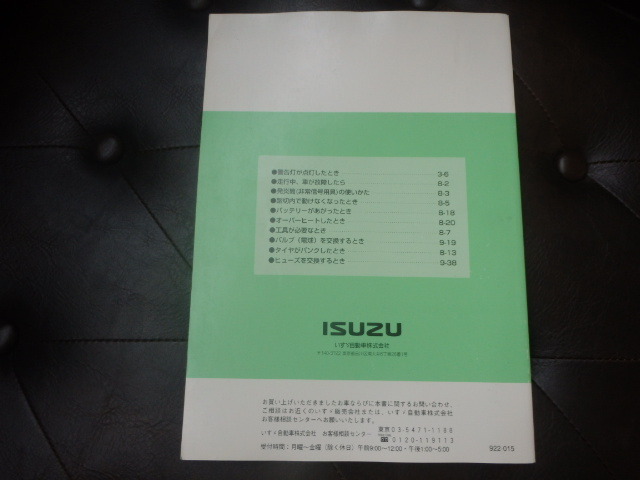 ●警告灯が点灯したとき 3-6
●走行中、車が故障したら 8-2
●発炎筒(非常信号用具)の使いかた 8-3
●踏切内で動けなくなったとき 8-5
●バッテリーがあがったとき 8-18
●オーバーヒートしたとき 8-20
●工具が必要なとき 8-7
●バルブ(電球)を交換するとき 9-19
●タイヤがパンクしたとき 8-13
●ヒューズを交換するとき 9-38
ISUZU
いすゞ自動車株式会社
お買い上げいただきましたお車ならびに本書に関するお問い合わせ、
ご相談はお近くのいすゞ販売会社または、いすゞ自動車株式会社
お客様相談センターへお願いいたします。
いすゞ自動車株式会社 お客様相談センター 東京03-5471-1196
0120-119113
受付時間:月曜~金曜(除く休日)午前9:00~12:00・午後1:00~5:00
922 015